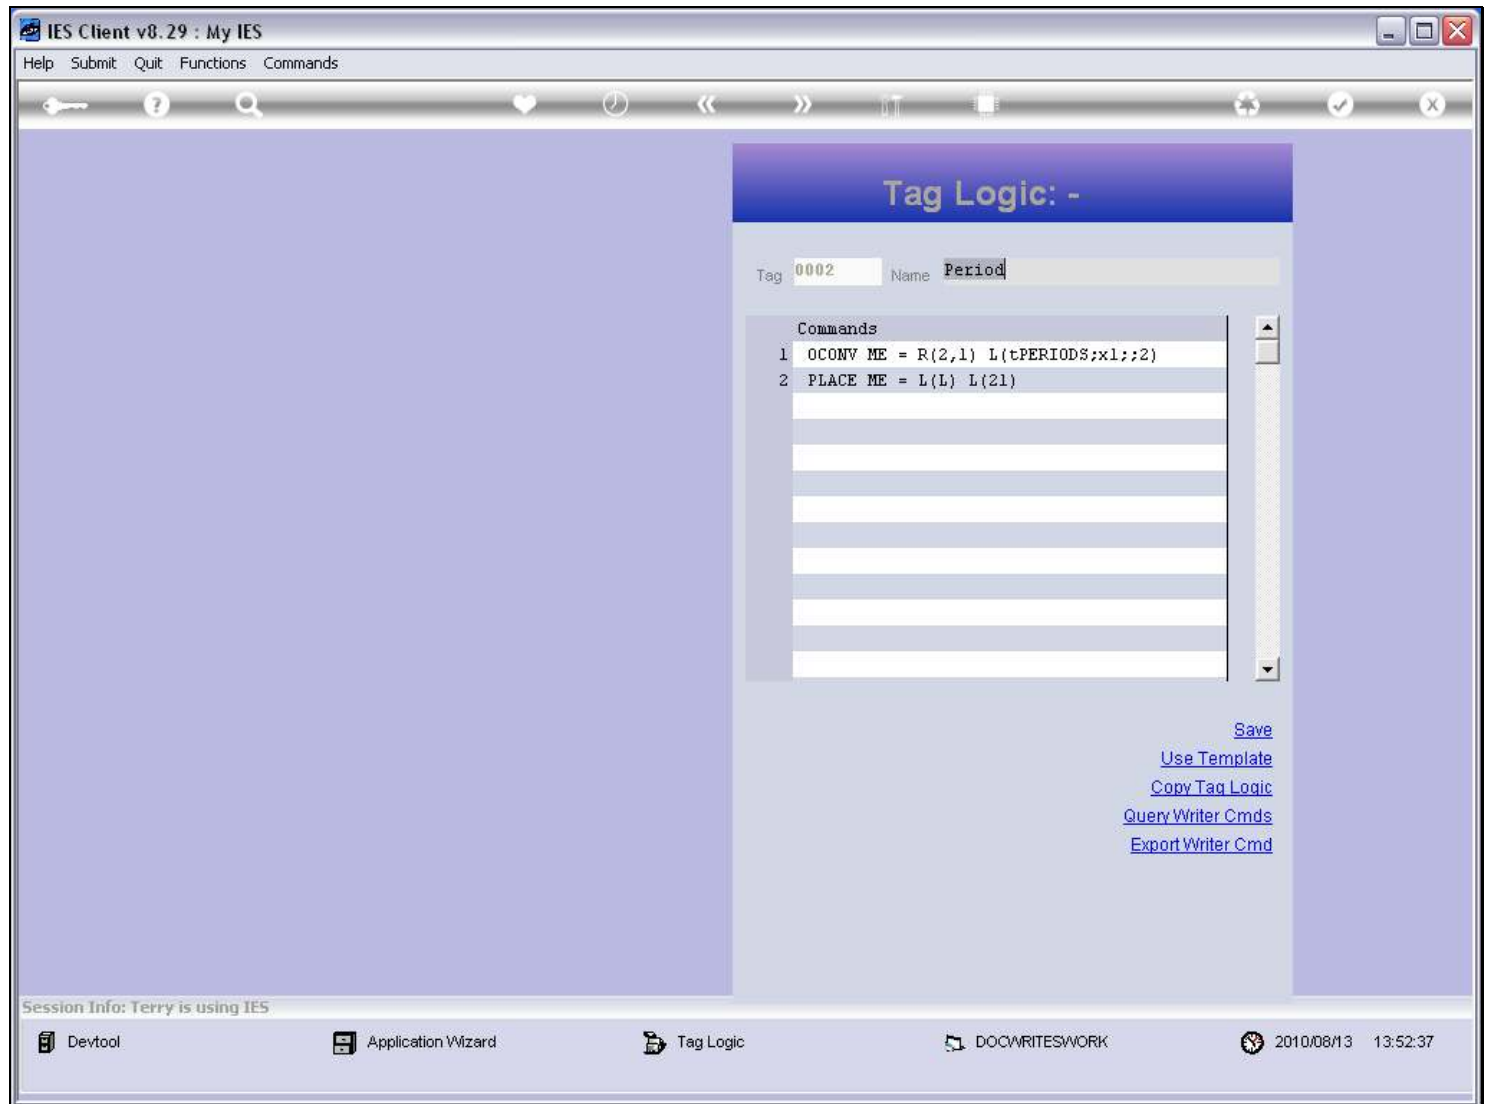 IES Client v8.29 : My IES
Help Submit Quit Functions Commands
Tag Logic: -
Tag 0002 Name Period
Commands
1 OCONV ME = R(2,1) L(tPERIODS;x1;;2)
2 PLACE ME = L(L) L(21)
Save
Use Template
Copy Tag Logic
Query Writer Cmds
Export Writer Cmd
Session Info: Terry is using IES
Devtool Application Wizard Tag Logic DOCWRITESWORK 2010/08/13 13:52:37